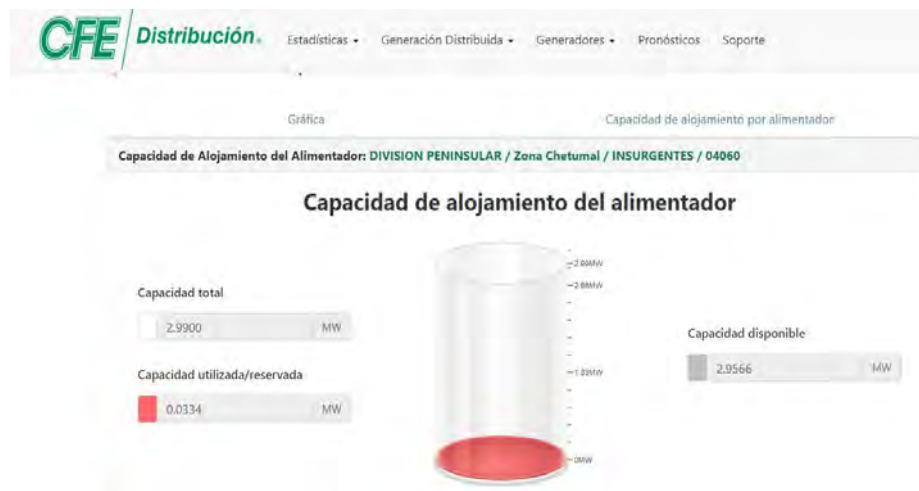 CFE Distribución.
Estadísticas Generación Distribuida Generadores Pronósticos Soporte
Gráfica Capacidad de alojamiento por alimentador
Capacidad de Alojamiento del Alimentador: DIVISION PENINSULAR / Zona Chetumal / INSURGENTES / 04060
Capacidad de alojamiento del alimentador
Capacidad total
2.9900 MW
Capacidad utilizada/reservada
0.0334 MW
Capacidad disponible
2.9566 MW
0MW